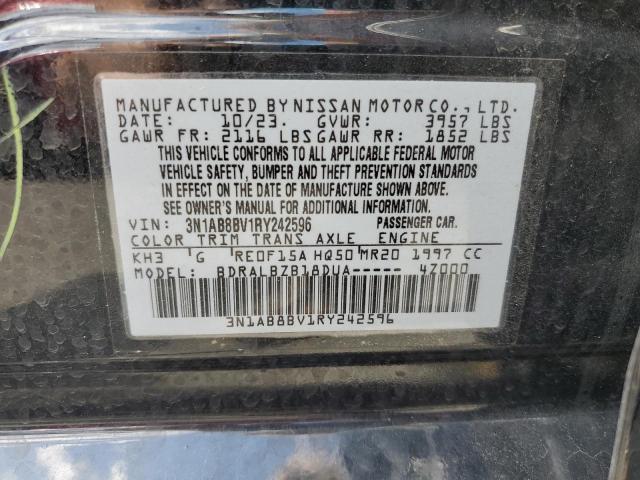 MANUFACTURED BY NISSAN MOTOR CO., LTD.
DATE: 10/23. GVWR: 3957 LBS
GAWR FR: 2116 LBS GAWR RR: 1852 LBS
THIS VEHICLE CONFORMS TO ALL APPLICABLE FEDERAL MOTOR
VEHICLE SAFETY, BUMPER AND THEFT PREVENTION STANDARDS
IN EFFECT ON THE DATE OF MANUFACTURE SHOWN ABOVE.
SEE OWNER'S MANUAL FOR ADDITIONAL INFORMATION.
VIN: 3N1AB8BV1RY242596 PASSENGER CAR.
COLOR TRIM TRANS AXLE ENGINE
KH3 G RE0F15A HQ50 MR20 1997 CC
MODEL: BDRALBZB18DUA----- 4Z000
3N1AB8BV1RY242596